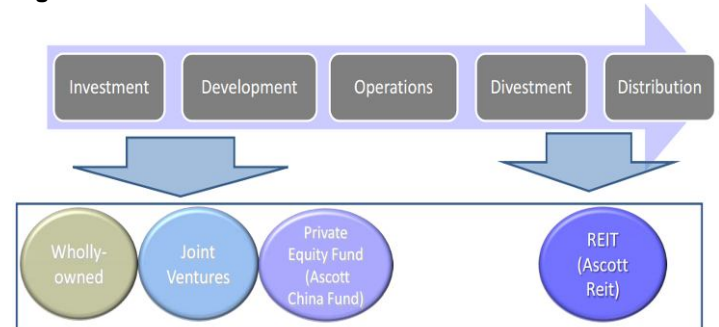 Investment
Development
Operations
Divestment
Distribution
Wholly-
owned
Joint
Ventures
Private
Equity Fund
(Ascott
China Fund)
REIT
(Ascott
Reit)